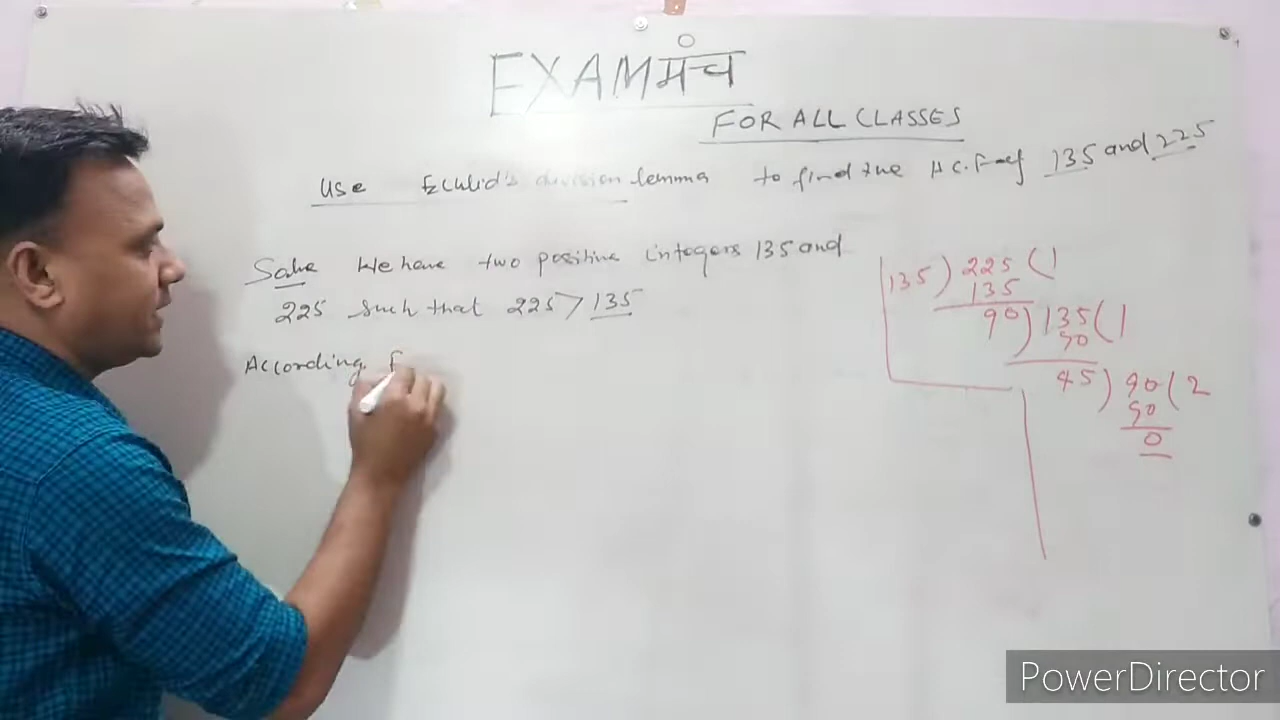 EXAMमंच
FOR ALL CLASSES
Use Eculid's division lemma to find the H.C.F of 135 and 225
Solve We have two positive integers 135 and
225 such that 225 > 135
According
135 ) 225 ( 1
135
90 ) 135 ( 1
90
45 ) 90 ( 2
90
0
PowerDirector